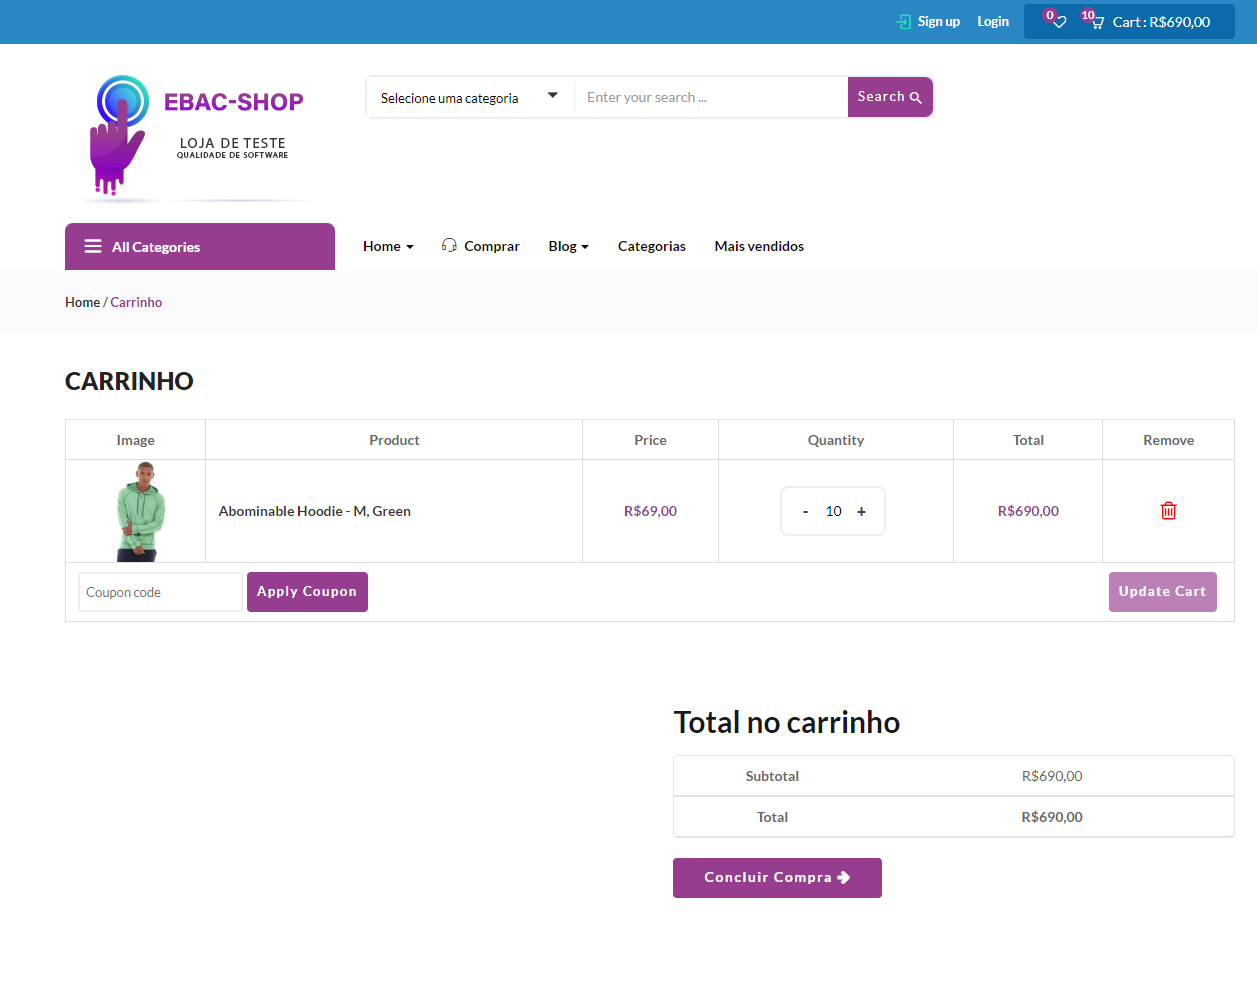 Sign up Login 0 10 Cart : R$690,00
EBAC-SHOP
LOJA DE TESTE
QUALIDADE DE SOFTWARE
Selecione uma categoria Enter your search ... Search
All Categories Home Comprar Blog Categorias Mais vendidos
Home / Carrinho
CARRINHO
Image Product Price Quantity Total Remove
Abominable Hoodie - M, Green R$69,00 - 10 + R$690,00
Coupon code Apply Coupon Update Cart
Total no carrinho
Subtotal R$690,00
Total R$690,00
Concluir Compra